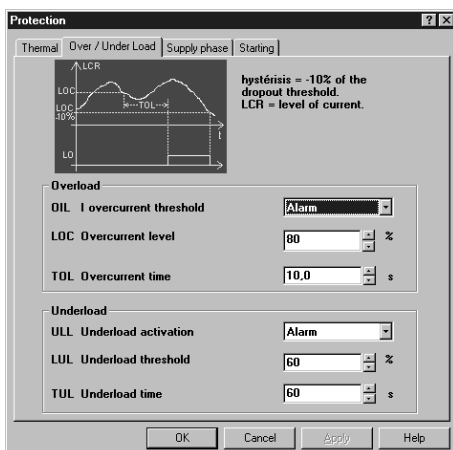 Protection
Thermal Over / Under Load Supply phase Starting
LCR
LOC
TOL
LOC
-10%
t
LO
hystérisis = -10% of the
dropout threshold.
LCR = level of current.
Overload
OIL I overcurrent threshold Alarm
LOC Overcurrent level 80 %
TOL Overcurrent time 10,0 s
Underload
ULL Underload activation Alarm
LUL Underload threshold 60 %
TUL Underload time 60 s
OK Cancel Apply Help